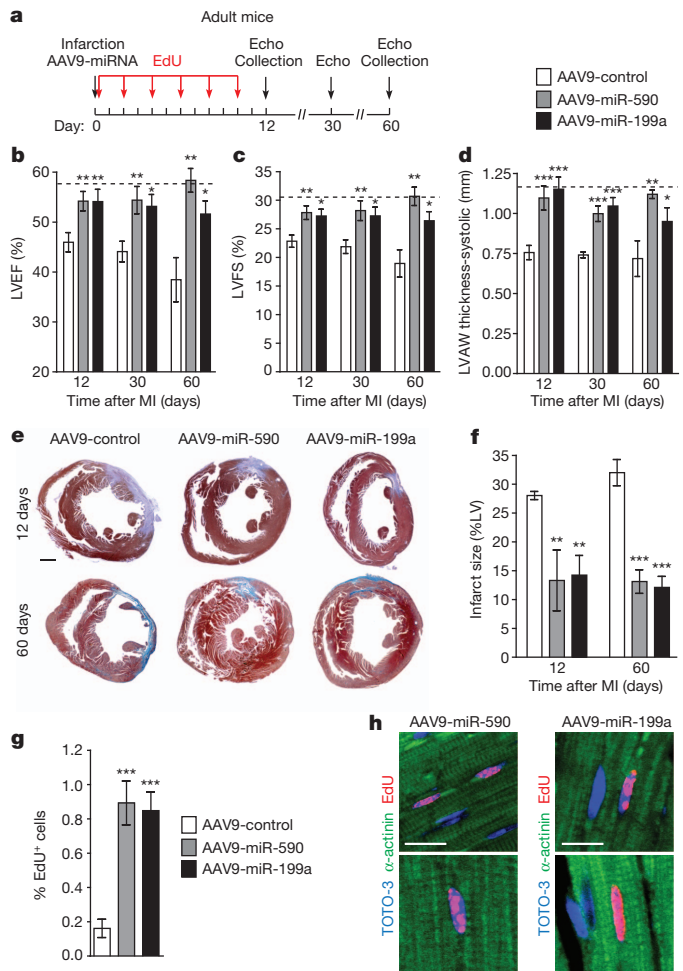 a
Adult mice
Infarction
AAV9-miRNA
EdU
Echo
Collection
Echo
Echo
Collection
Day: 0 12 30 60
AAV9-control
AAV9-miR-590
AAV9-miR-199a
b
LVEF (%)
60
50
40
30
20
** ** ** * ** *
12 30 60
Time after MI (days)
c
LVFS (%)
35
30
25
20
15
10
5
0
** * ** * ** *
12 30 60
Time after MI (days)
d
LVAW thickness-systolic (mm)
1.25
1.00
0.75
0.50
0.25
0
*** *** *** *** ** *
12 30 60
Time after MI (days)
e
AAV9-control AAV9-miR-590 AAV9-miR-199a
12 days
60 days
f
Infarct size (%LV)
35
30
25
20
15
10
5
0
** ** *** ***
12 60
Time after MI (days)
g
% EdU⁺ cells
1.2
1.0
0.8
0.6
0.4
0.2
0
*** ***
AAV9-control
AAV9-miR-590
AAV9-miR-199a
h
AAV9-miR-590 AAV9-miR-199a
TOTO-3 α-actinin EdU
TOTO-3 α-actinin EdU